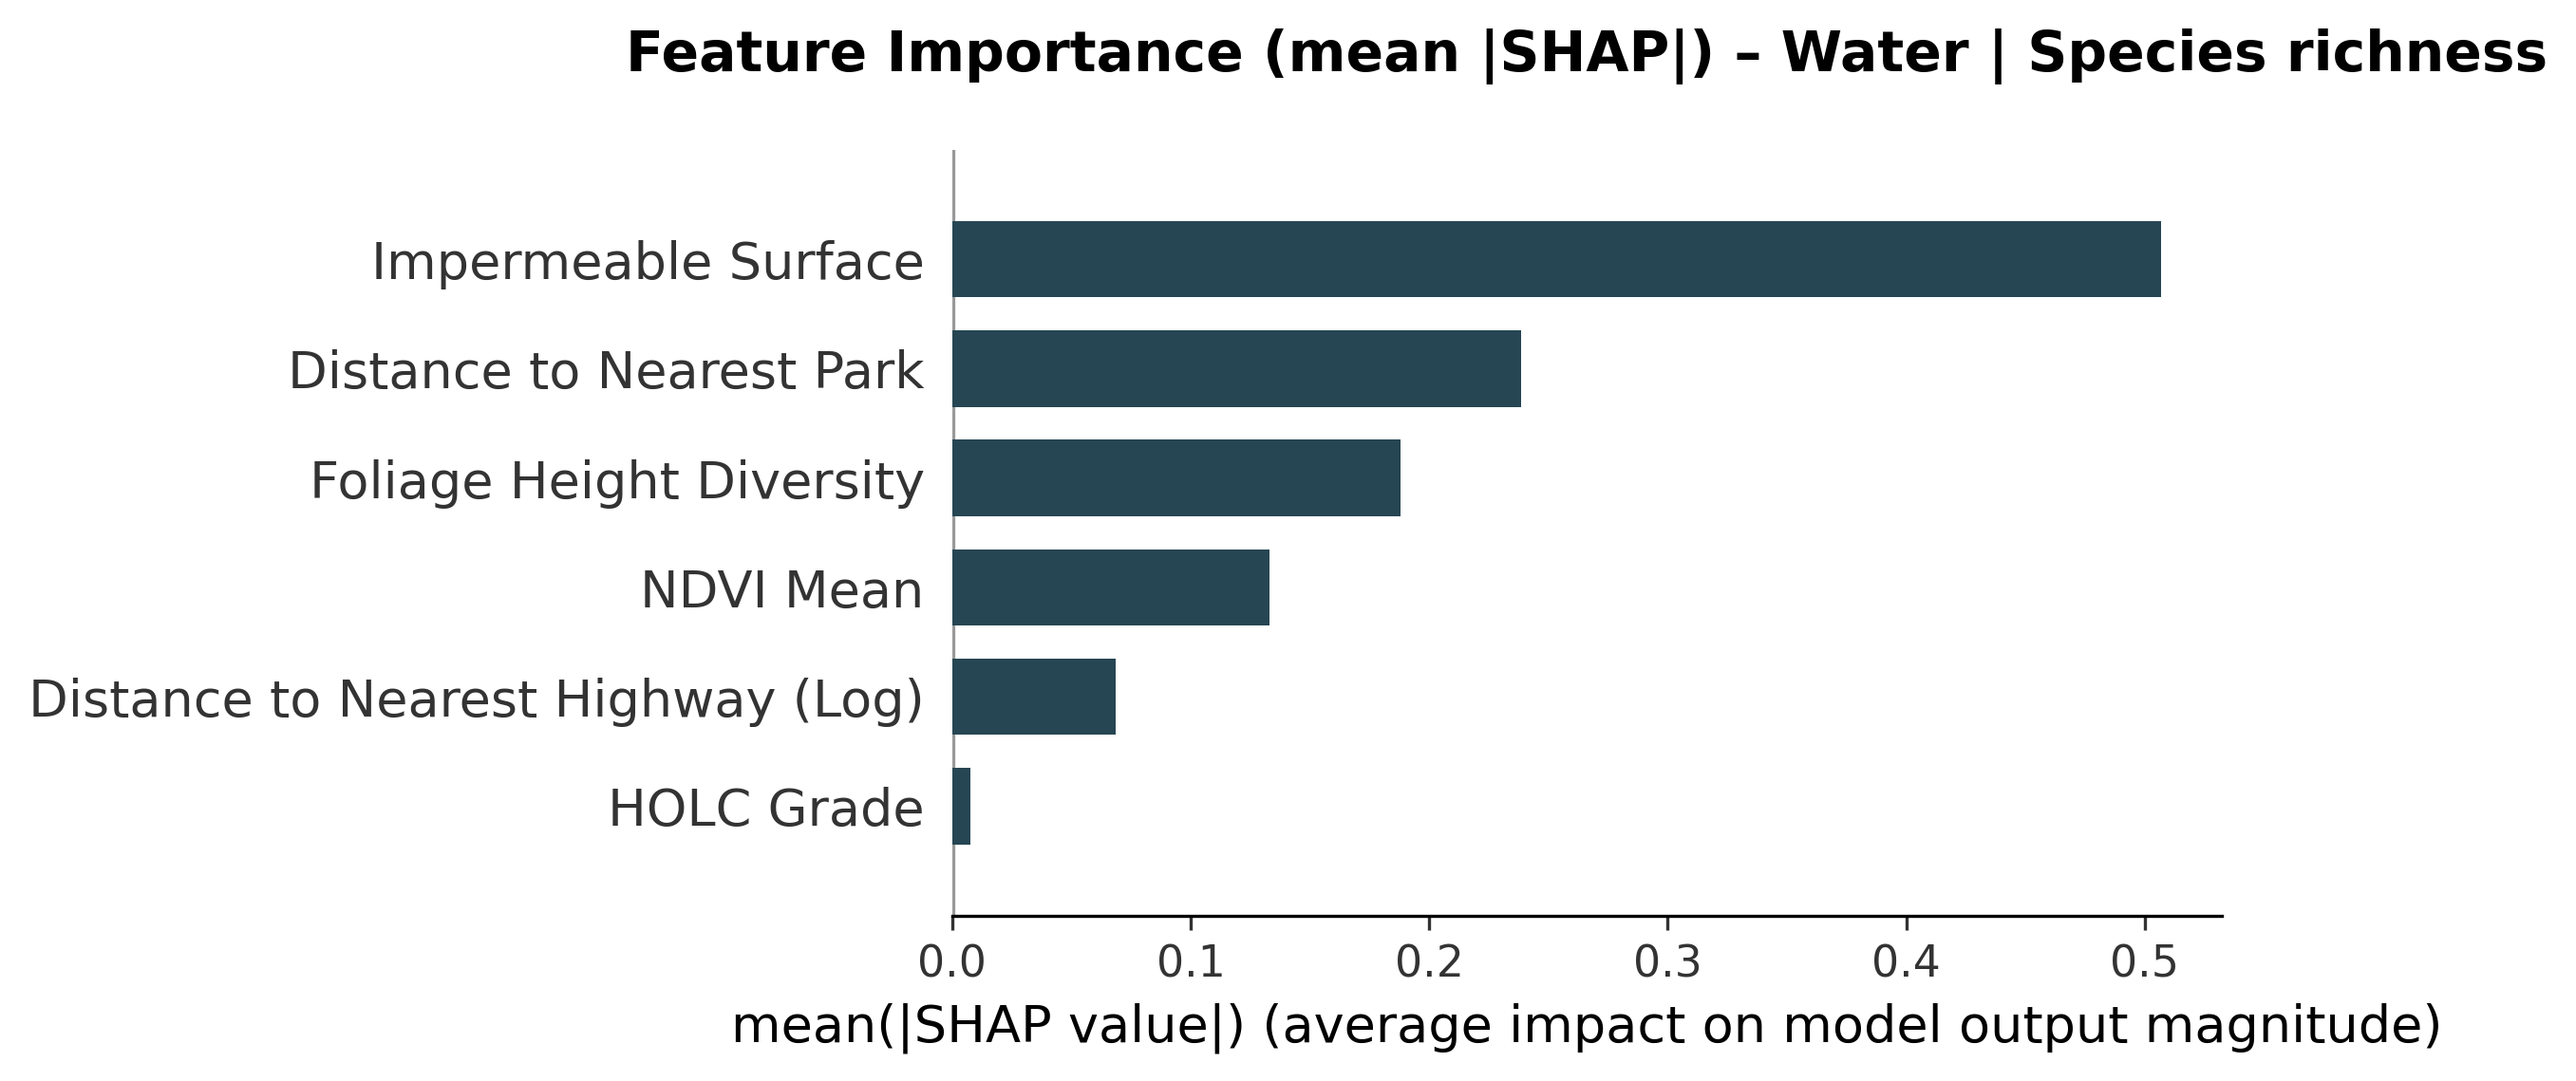 Feature Importance (mean |SHAP|) – Water | Species richness
Impermeable Surface
Distance to Nearest Park
Foliage Height Diversity
NDVI Mean
Distance to Nearest Highway (Log)
HOLC Grade
0.0 0.1 0.2 0.3 0.4 0.5
mean(|SHAP value|) (average impact on model output magnitude)